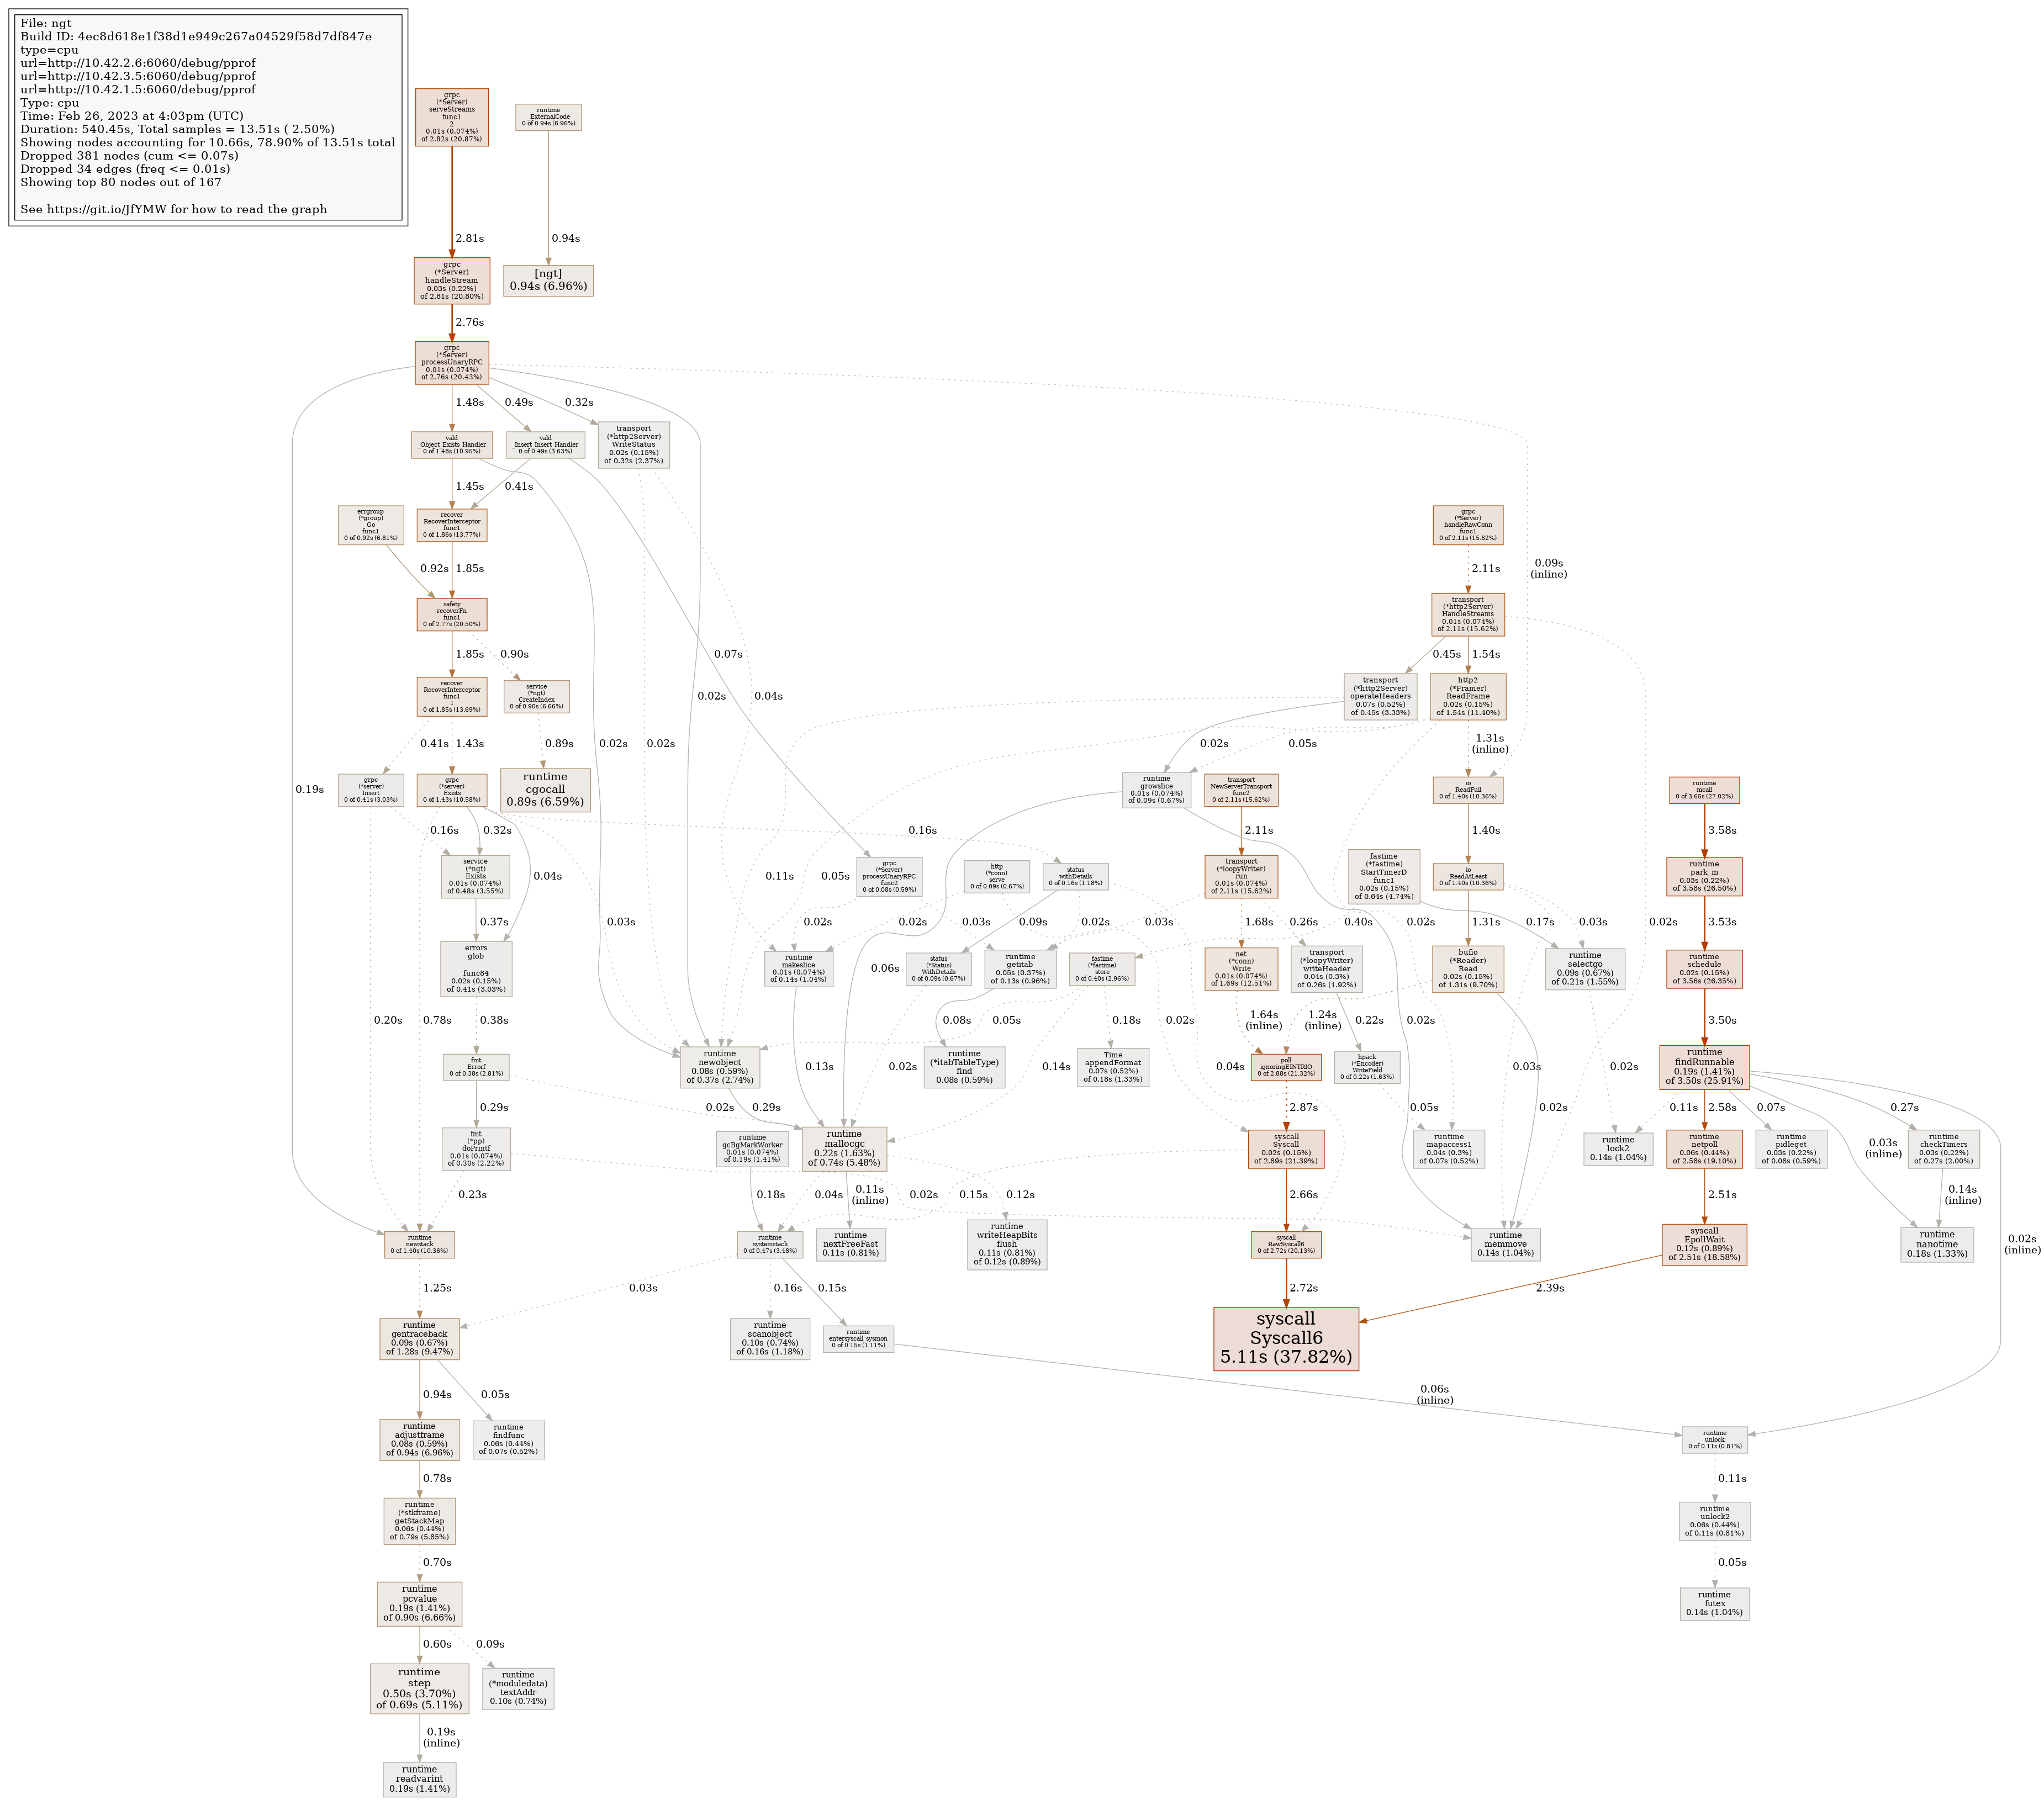 File: ngt
Build ID: 4ec8d618e1f38d1e949c267a04529f58d7df847e
type=cpu
url=http://10.42.2.6:6060/debug/pprof
url=http://10.42.3.5:6060/debug/pprof
url=http://10.42.1.5:6060/debug/pprof
Type: cpu
Time: Feb 26, 2023 at 4:03pm (UTC)
Duration: 540.45s, Total samples = 13.51s ( 2.50%)
Showing nodes accounting for 10.66s, 78.90% of 13.51s total
Dropped 381 nodes (cum <= 0.07s)
Dropped 34 edges (freq <= 0.01s)
Showing top 80 nodes out of 167
See https://git.io/JfYMW for how to read the graph
grpc
(*Server)
serveStreams
func1
2
0.01s (0.074%)
of 2.82s (20.87%)
runtime
_ExternalCode
0 of 0.94s (6.96%)
2.81s
0.94s
grpc
(*Server)
handleStream
0.03s (0.22%)
of 2.81s (20.80%)
[ngt]
0.94s (6.96%)
2.76s
grpc
(*Server)
processUnaryRPC
0.01s (0.074%)
of 2.76s (20.43%)
1.48s
0.49s
0.32s
vald
_Object_Exists_Handler
0 of 1.48s (10.95%)
vald
_Insert_Insert_Handler
0 of 0.49s (3.63%)
transport
(*http2Server)
WriteStatus
0.02s (0.15%)
of 0.32s (2.37%)
1.45s
0.41s
errgroup
(*group)
Go
func1
0 of 0.92s (6.81%)
recover
RecoverInterceptor
func1
0 of 1.86s (13.77%)
grpc
(*Server)
handleRawConn
func1
0 of 2.11s (15.62%)
0.92s
1.85s
2.11s
0.09s
(inline)
safety
recoverFn
func1
0 of 2.77s (20.50%)
transport
(*http2Server)
HandleStreams
0.01s (0.074%)
of 2.11s (15.62%)
1.85s
0.90s
0.07s
0.45s
1.54s
recover
RecoverInterceptor
func1
1
0 of 1.85s (13.69%)
service
(*ngt)
CreateIndex
0 of 0.90s (6.66%)
0.02s
0.04s
transport
(*http2Server)
operateHeaders
0.07s (0.52%)
of 0.45s (3.33%)
http2
(*Framer)
ReadFrame
0.02s (0.15%)
of 1.54s (11.40%)
0.41s
1.43s
0.89s
0.02s
0.02s
0.02s
0.05s
1.31s
(inline)
0.19s
grpc
(*server)
Insert
0 of 0.41s (3.03%)
grpc
(*server)
Exists
0 of 1.43s (10.58%)
runtime
cgocall
0.89s (6.59%)
runtime
growslice
0.01s (0.074%)
of 0.09s (0.67%)
transport
NewServerTransport
func2
0 of 2.11s (15.62%)
io
ReadFull
0 of 1.40s (10.36%)
runtime
mcall
0 of 3.65s (27.02%)
0.16s
0.32s
0.16s
2.11s
1.40s
3.58s
service
(*ngt)
Exists
0.01s (0.074%)
of 0.48s (3.55%)
0.04s
0.11s
0.05s
grpc
(*Server)
processUnaryRPC
func2
0 of 0.08s (0.59%)
http
(*conn)
serve
0 of 0.09s (0.67%)
status
withDetails
0 of 0.16s (1.18%)
transport
(*loopyWriter)
run
0.01s (0.074%)
of 2.11s (15.62%)
fastime
(*fastime)
StartTimerD
func1
0.02s (0.15%)
of 0.64s (4.74%)
io
ReadAtLeast
0 of 1.40s (10.36%)
runtime
park_m
0.03s (0.22%)
of 3.58s (26.50%)
0.37s
0.03s
0.02s
0.03s
0.02s
0.09s
0.02s
0.03s
1.68s
0.26s
0.40s
0.02s
1.31s
0.17s
0.03s
0.02s
3.53s
errors
glob

func84
0.02s (0.15%)
of 0.41s (3.03%)
runtime
makeslice
0.01s (0.074%)
of 0.14s (1.04%)
status
(*Status)
WithDetails
0 of 0.09s (0.67%)
runtime
getitab
0.05s (0.37%)
of 0.13s (0.96%)
fastime
(*fastime)
store
0 of 0.40s (2.96%)
net
(*conn)
Write
0.01s (0.074%)
of 1.69s (12.51%)
transport
(*loopyWriter)
writeHeader
0.04s (0.3%)
of 0.26s (1.92%)
bufio
(*Reader)
Read
0.02s (0.15%)
of 1.31s (9.70%)
runtime
selectgo
0.09s (0.67%)
of 0.21s (1.55%)
runtime
schedule
0.02s (0.15%)
of 3.56s (26.35%)
0.20s
0.78s
0.38s
0.06s
0.08s
0.05s
0.18s
0.02s
1.64s
(inline)
1.24s
(inline)
0.22s
0.02s
3.50s
fmt
Errorf
0 of 0.38s (2.81%)
runtime
newobject
0.08s (0.59%)
of 0.37s (2.74%)
0.13s
0.02s
runtime
(*itabTableType)
find
0.08s (0.59%)
0.14s
Time
appendFormat
0.07s (0.52%)
of 0.18s (1.33%)
0.04s
poll
ignoringEINTRIO
0 of 2.88s (21.32%)
hpack
(*Encoder)
WriteField
0 of 0.22s (1.63%)
0.03s
0.02s
runtime
findRunnable
0.19s (1.41%)
of 3.50s (25.91%)
0.29s
0.02s
0.29s
2.87s
0.05s
0.02s
0.11s
2.58s
0.07s
0.27s
fmt
(*pp)
doPrintf
0.01s (0.074%)
of 0.30s (2.22%)
runtime
gcBgMarkWorker
0.01s (0.074%)
of 0.19s (1.41%)
runtime
mallocgc
0.22s (1.63%)
of 0.74s (5.48%)
syscall
Syscall
0.02s (0.15%)
of 2.89s (21.39%)
runtime
mapaccess1
0.04s (0.3%)
of 0.07s (0.52%)
runtime
lock2
0.14s (1.04%)
runtime
netpoll
0.06s (0.44%)
of 2.58s (19.10%)
runtime
pidleget
0.03s (0.22%)
of 0.08s (0.59%)
0.03s
(inline)
runtime
checkTimers
0.03s (0.22%)
of 0.27s (2.00%)
0.23s
0.18s
0.04s
0.11s
(inline)
0.02s
0.15s
0.12s
2.66s
2.51s
0.14s
(inline)
runtime
newstack
0 of 1.40s (10.36%)
runtime
systemstack
0 of 0.47s (3.48%)
runtime
nextFreeFast
0.11s (0.81%)
runtime
writeHeapBits
flush
0.11s (0.81%)
of 0.12s (0.89%)
syscall
RawSyscall6
0 of 2.72s (20.13%)
runtime
memmove
0.14s (1.04%)
syscall
EpollWait
0.12s (0.89%)
of 2.51s (18.58%)
runtime
nanotime
0.18s (1.33%)
0.02s
(inline)
1.25s
0.03s
0.16s
0.15s
2.72s
2.39s
runtime
gentraceback
0.09s (0.67%)
of 1.28s (9.47%)
runtime
scanobject
0.10s (0.74%)
of 0.16s (1.18%)
runtime
entersyscall_sysmon
0 of 0.15s (1.11%)
syscall
Syscall6
5.11s (37.82%)
0.94s
0.05s
0.06s
(inline)
runtime
adjustframe
0.08s (0.59%)
of 0.94s (6.96%)
runtime
findfunc
0.06s (0.44%)
of 0.07s (0.52%)
runtime
unlock
0 of 0.11s (0.81%)
0.78s
0.11s
runtime
(*stkframe)
getStackMap
0.06s (0.44%)
of 0.79s (5.85%)
runtime
unlock2
0.06s (0.44%)
of 0.11s (0.81%)
0.70s
0.05s
runtime
pcvalue
0.19s (1.41%)
of 0.90s (6.66%)
runtime
futex
0.14s (1.04%)
0.60s
0.09s
runtime
step
0.50s (3.70%)
of 0.69s (5.11%)
runtime
(*moduledata)
textAddr
0.10s (0.74%)
0.19s
(inline)
runtime
readvarint
0.19s (1.41%)